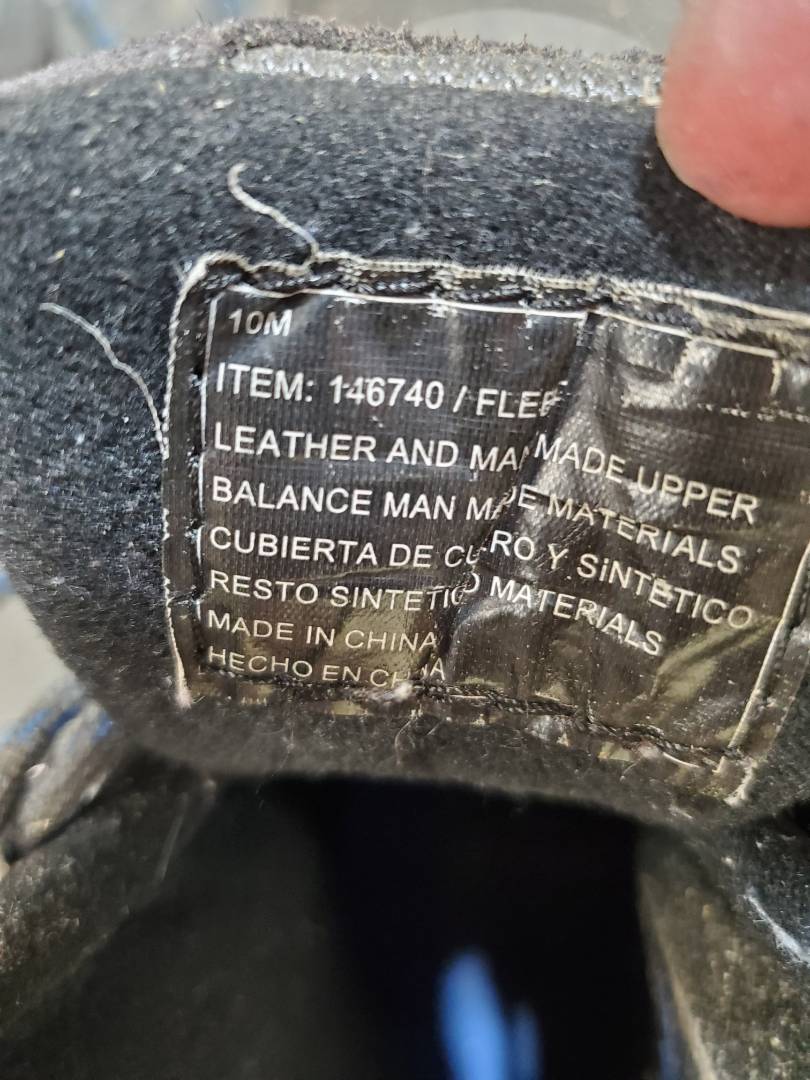 10M
ITEM: 146740 / FLEE
LEATHER AND MAN MADE UPPER
BALANCE MAN MADE MATERIALS
CUBIERTA DE CUERO Y SINTETICO
RESTO SINTETICO MATERIALS
MADE IN CHINA
HECHO EN CHINA